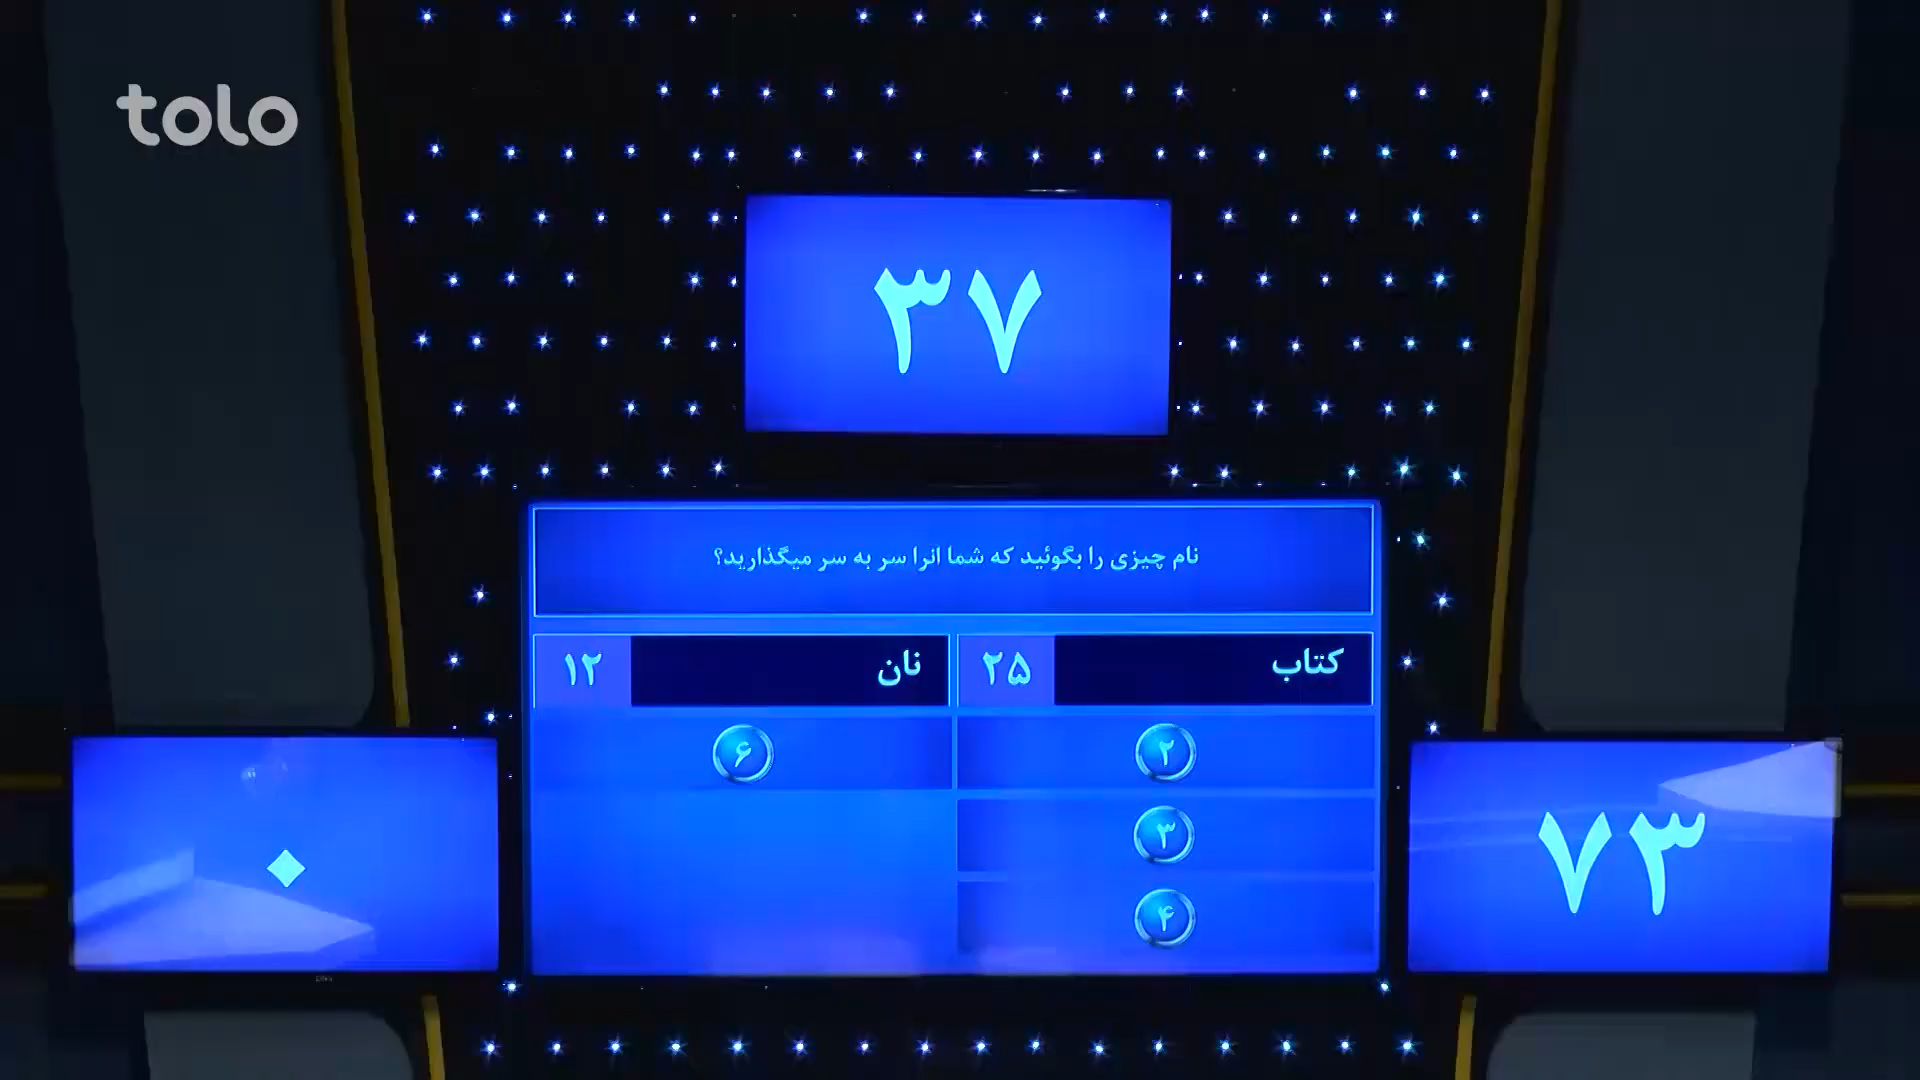 tolo
۳۷
نام چیزی را بگوئید که شما انرا سر به سر میگذارید؟
کتاب ۲۵
نان ۱۲
۲
۶
۳
۴
۷۳
۰